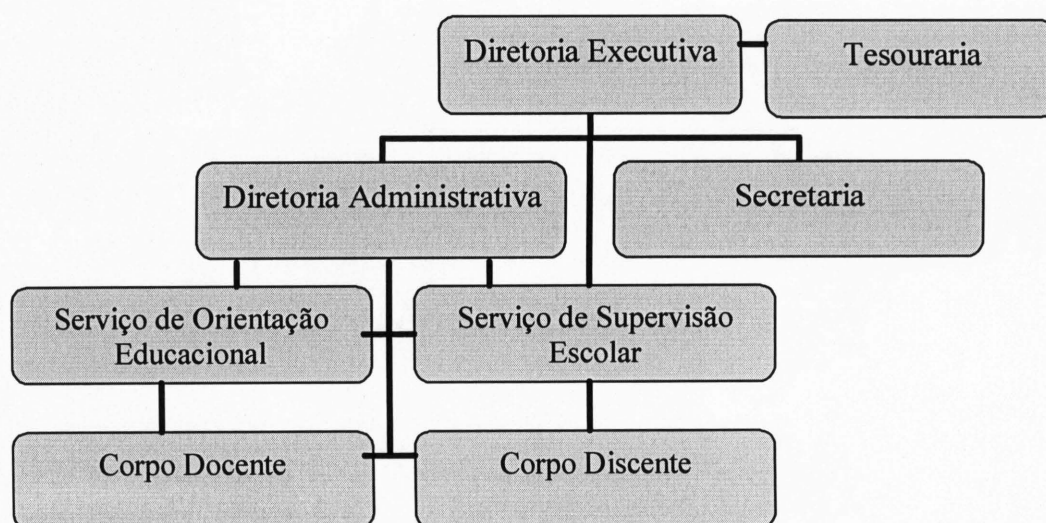 Diretoria Executiva
Tesouraria
Diretoria Administrativa
Secretaria
Serviço de Orientação
Educacional
Serviço de Supervisão
Escolar
Corpo Docente
Corpo Discente